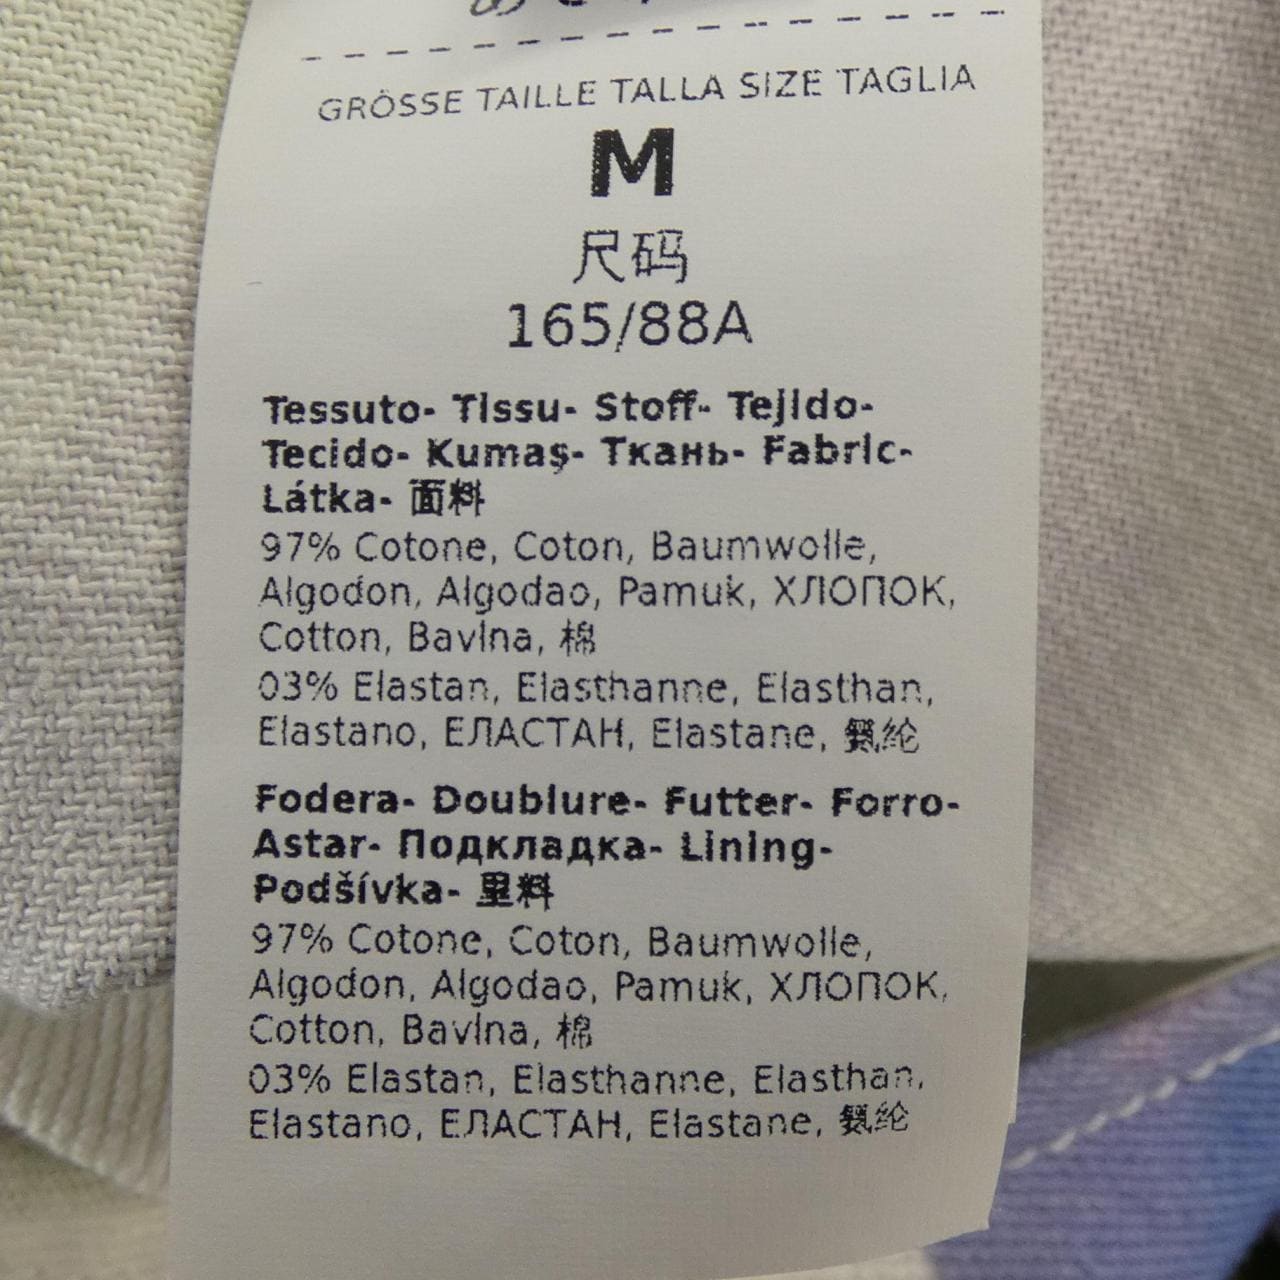 GRÖSSE TAILLE TALLA SIZE TAGLIA
M
尺码
165/88A
Tessuto- Tissu- Stoff- Tejido-
Tecido- Kumaş- Ткань- Fabric-
Látka- 面料
97% Cotone, Coton, Baumwolle,
Algodon, Algodao, Pamuk, ХЛОПОК,
Cotton, Bavlna, 棉
03% Elastan, Elasthanne, Elasthan,
Elastano, ЕЛАСТАН, Elastane, 氨纶
Fodera- Doublure- Futter- Forro-
Astar- Подкладка- Lining-
Podšívka- 里料
97% Cotone, Coton, Baumwolle,
Algodon, Algodao, Pamuk, ХЛОПОК,
Cotton, Bavlna, 棉
03% Elastan, Elasthanne, Elasthan,
Elastano, ЕЛАСТАН, Elastane, 氨纶